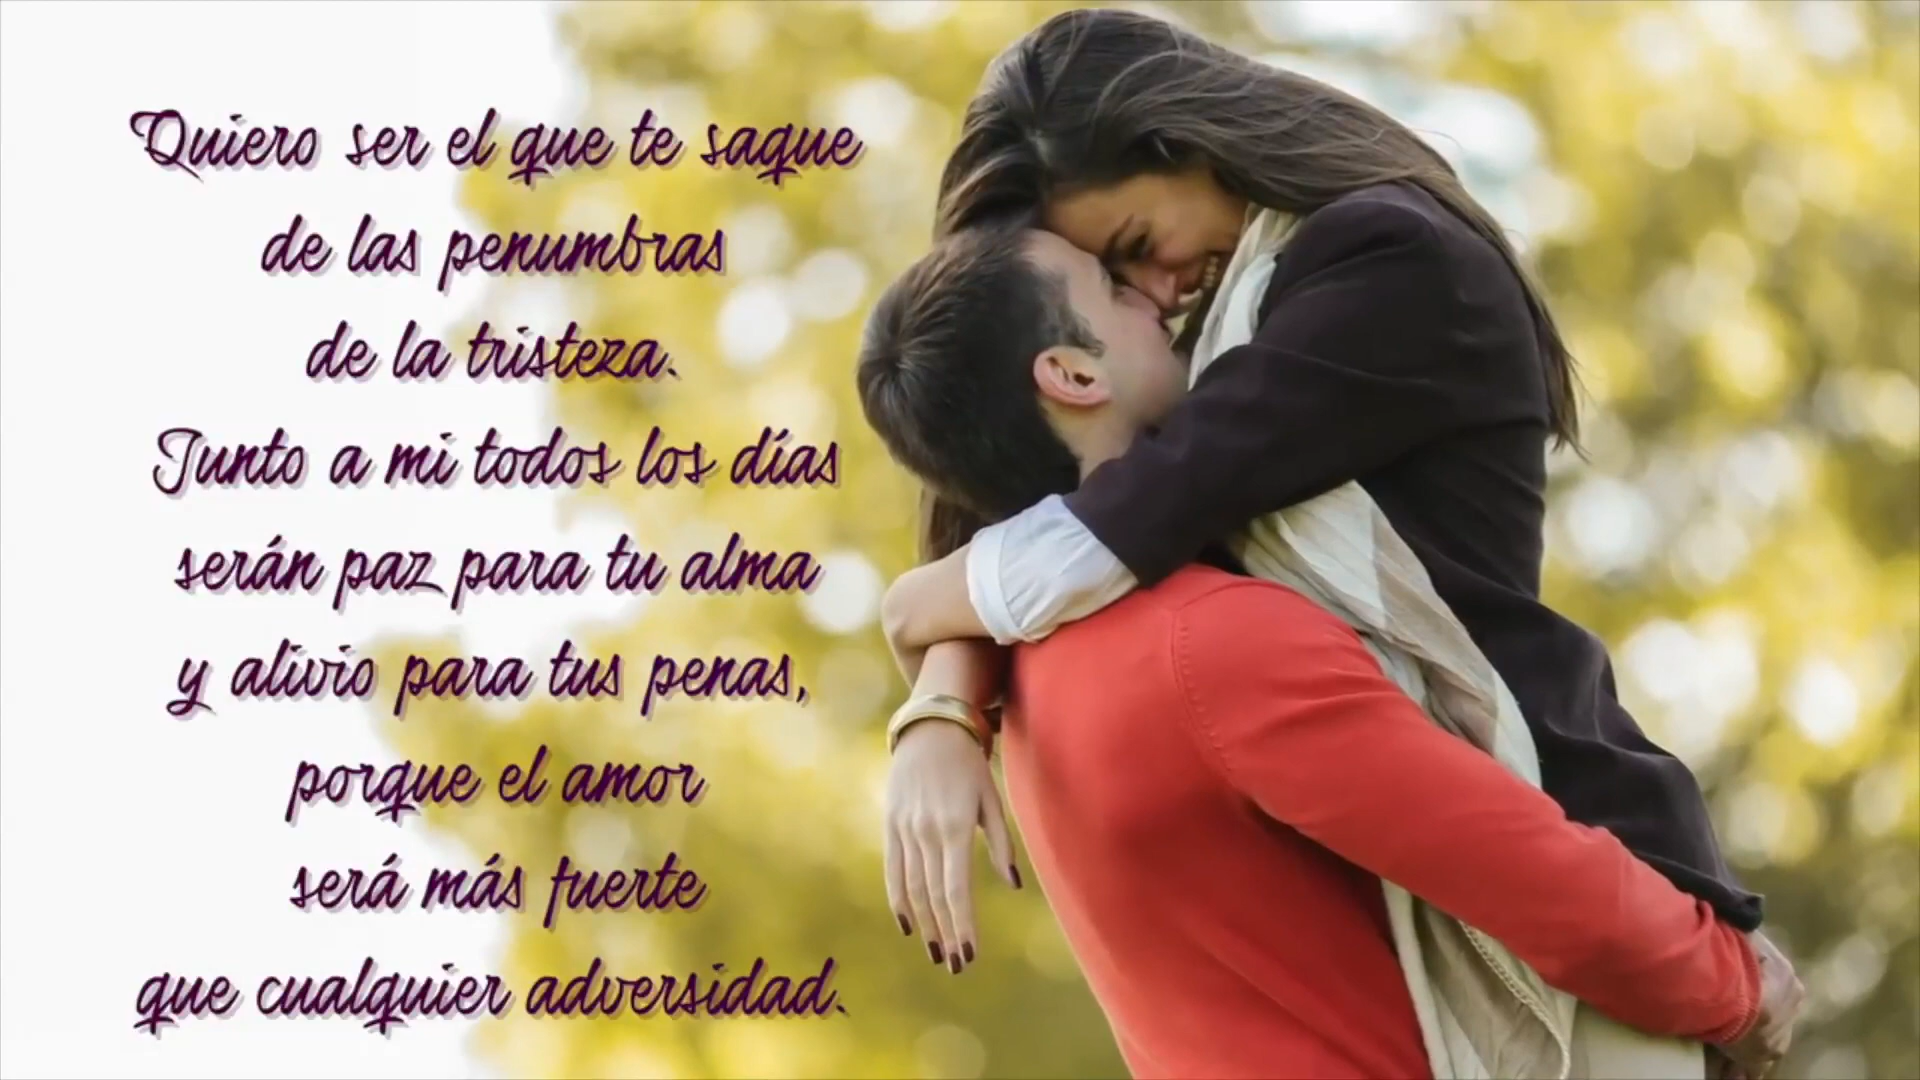 Quiero ser el que te saque
de las penumbras
de la tristeza.
Junto a mi todos los días
serán paz para tu alma
y alivio para tus penas,
porque el amor
será más fuerte
que cualquier adversidad.